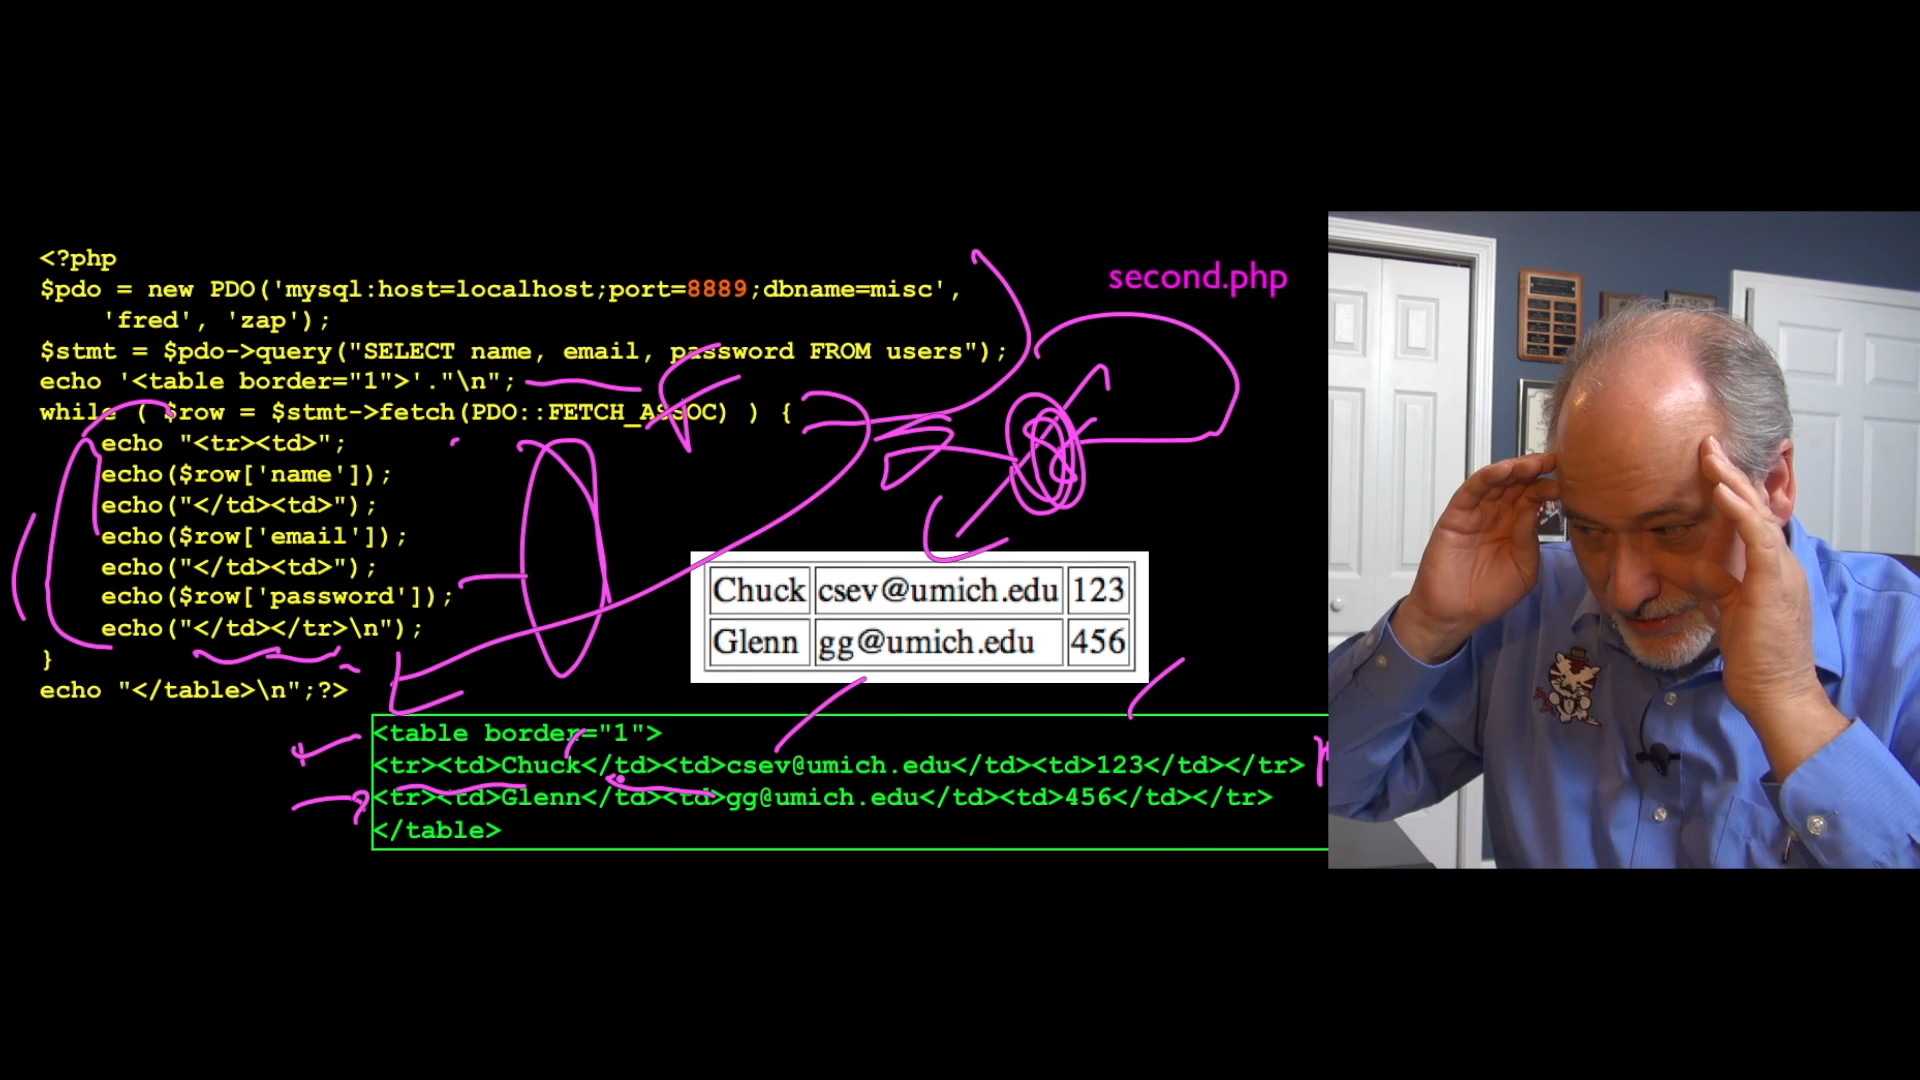 <?php
$pdo = new PDO('mysql:host=localhost;port=8889;dbname=misc',
'fred', 'zap');
$stmt = $pdo->query("SELECT name, email, password FROM users");
echo '<table border="1">'."\n";
while ( $row = $stmt->fetch(PDO::FETCH_ASSOC) ) {
echo "<tr><td>";
echo($row['name']);
echo("</td><td>");
echo($row['email']);
echo("</td><td>");
echo($row['password']);
echo("</td></tr>\n");
}
echo "</table>\n";?>
second.php
Chuck csev@umich.edu 123
Glenn gg@umich.edu 456
<table border="1">
<tr><td>Chuck</td><td>csev@umich.edu</td><td>123</td></tr>
<tr><td>Glenn</td><td>gg@umich.edu</td><td>456</td></tr>
</table>